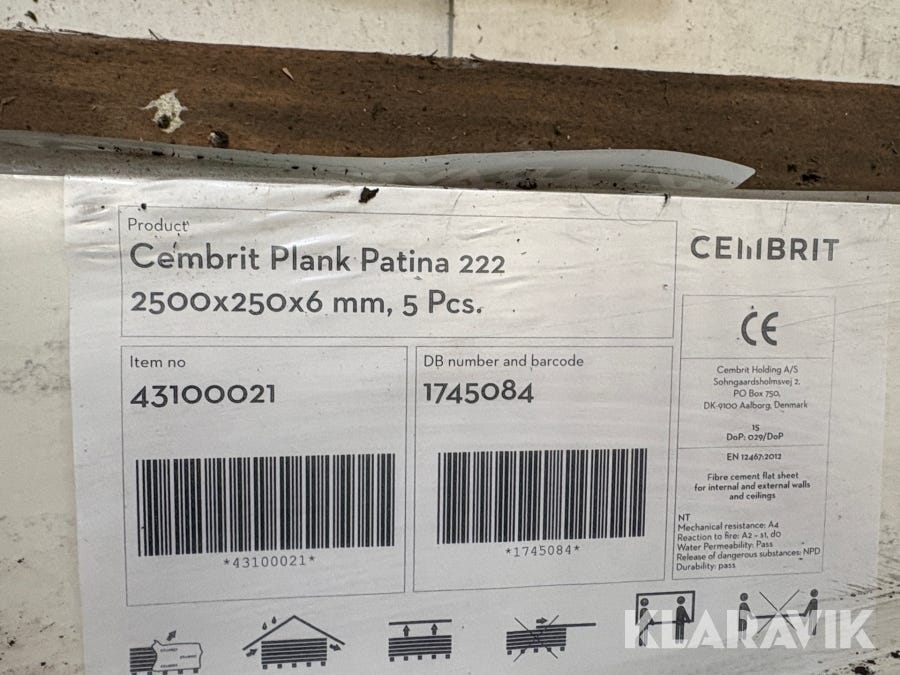 Product
Cembrit Plank Patina 222
2500x250x6 mm, 5 Pcs.
CEMBRIT
CE
Item no
43100021
*43100021*
DB number and barcode
1745084
*1745084*
Cembrit Holding A/S
Sohngaardsholmsvej 2,
PO Box 750,
DK-9100 Aalborg, Denmark
15
DoP: 029/DoP
EN 12467:2012
Fibre cement flat sheet
for internal and external walls
and ceilings
NT
Mechanical resistance: A4
Reaction to fire: A2 - s1, d0
Water Permeability: Pass
Release of dangerous substances: NPD
Durability: pass
KLARAVIK